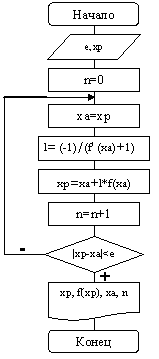 Начало
e, xp
n=0
xa=xp
l= (-1)/(f' (xa)+1)
xp=xa+l*f(xa)
n=n+1
|xp-xa|<e
-
+
xp, f(xp), xa, n
Конец